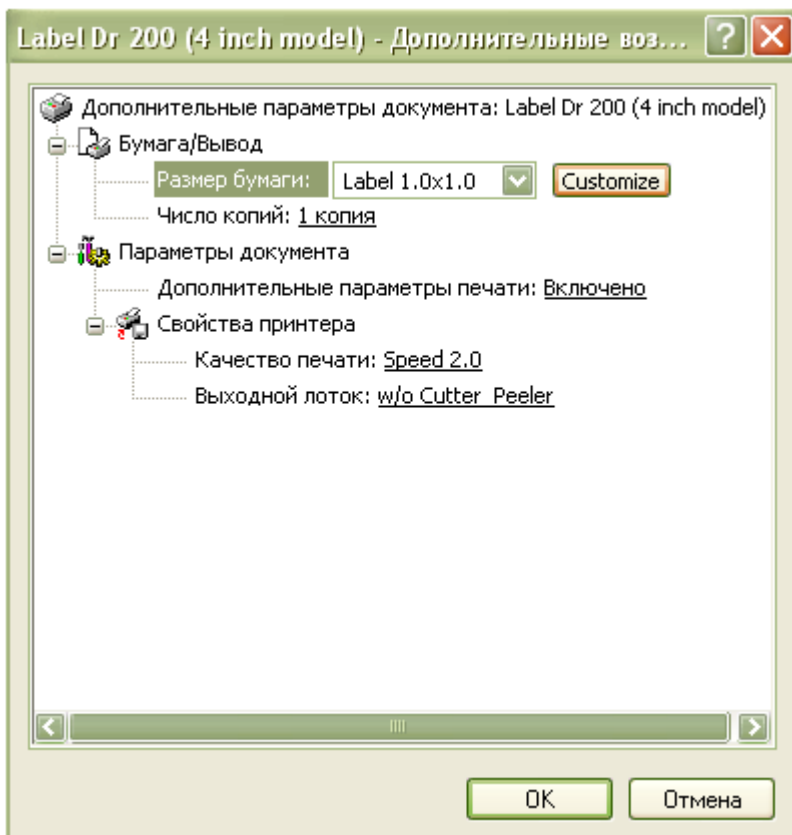 Label Dr 200 (4 inch model) - Дополнительные воз...
Дополнительные параметры документа: Label Dr 200 (4 inch model)
Бумага/Вывод
Размер бумаги: Label 1.0x1.0 Customize
Число копий: 1 копия
Параметры документа
Дополнительные параметры печати: Включено
Свойства принтера
Качество печати: Speed 2.0
Выходной лоток: w/o Cutter_Peeler
OK Отмена